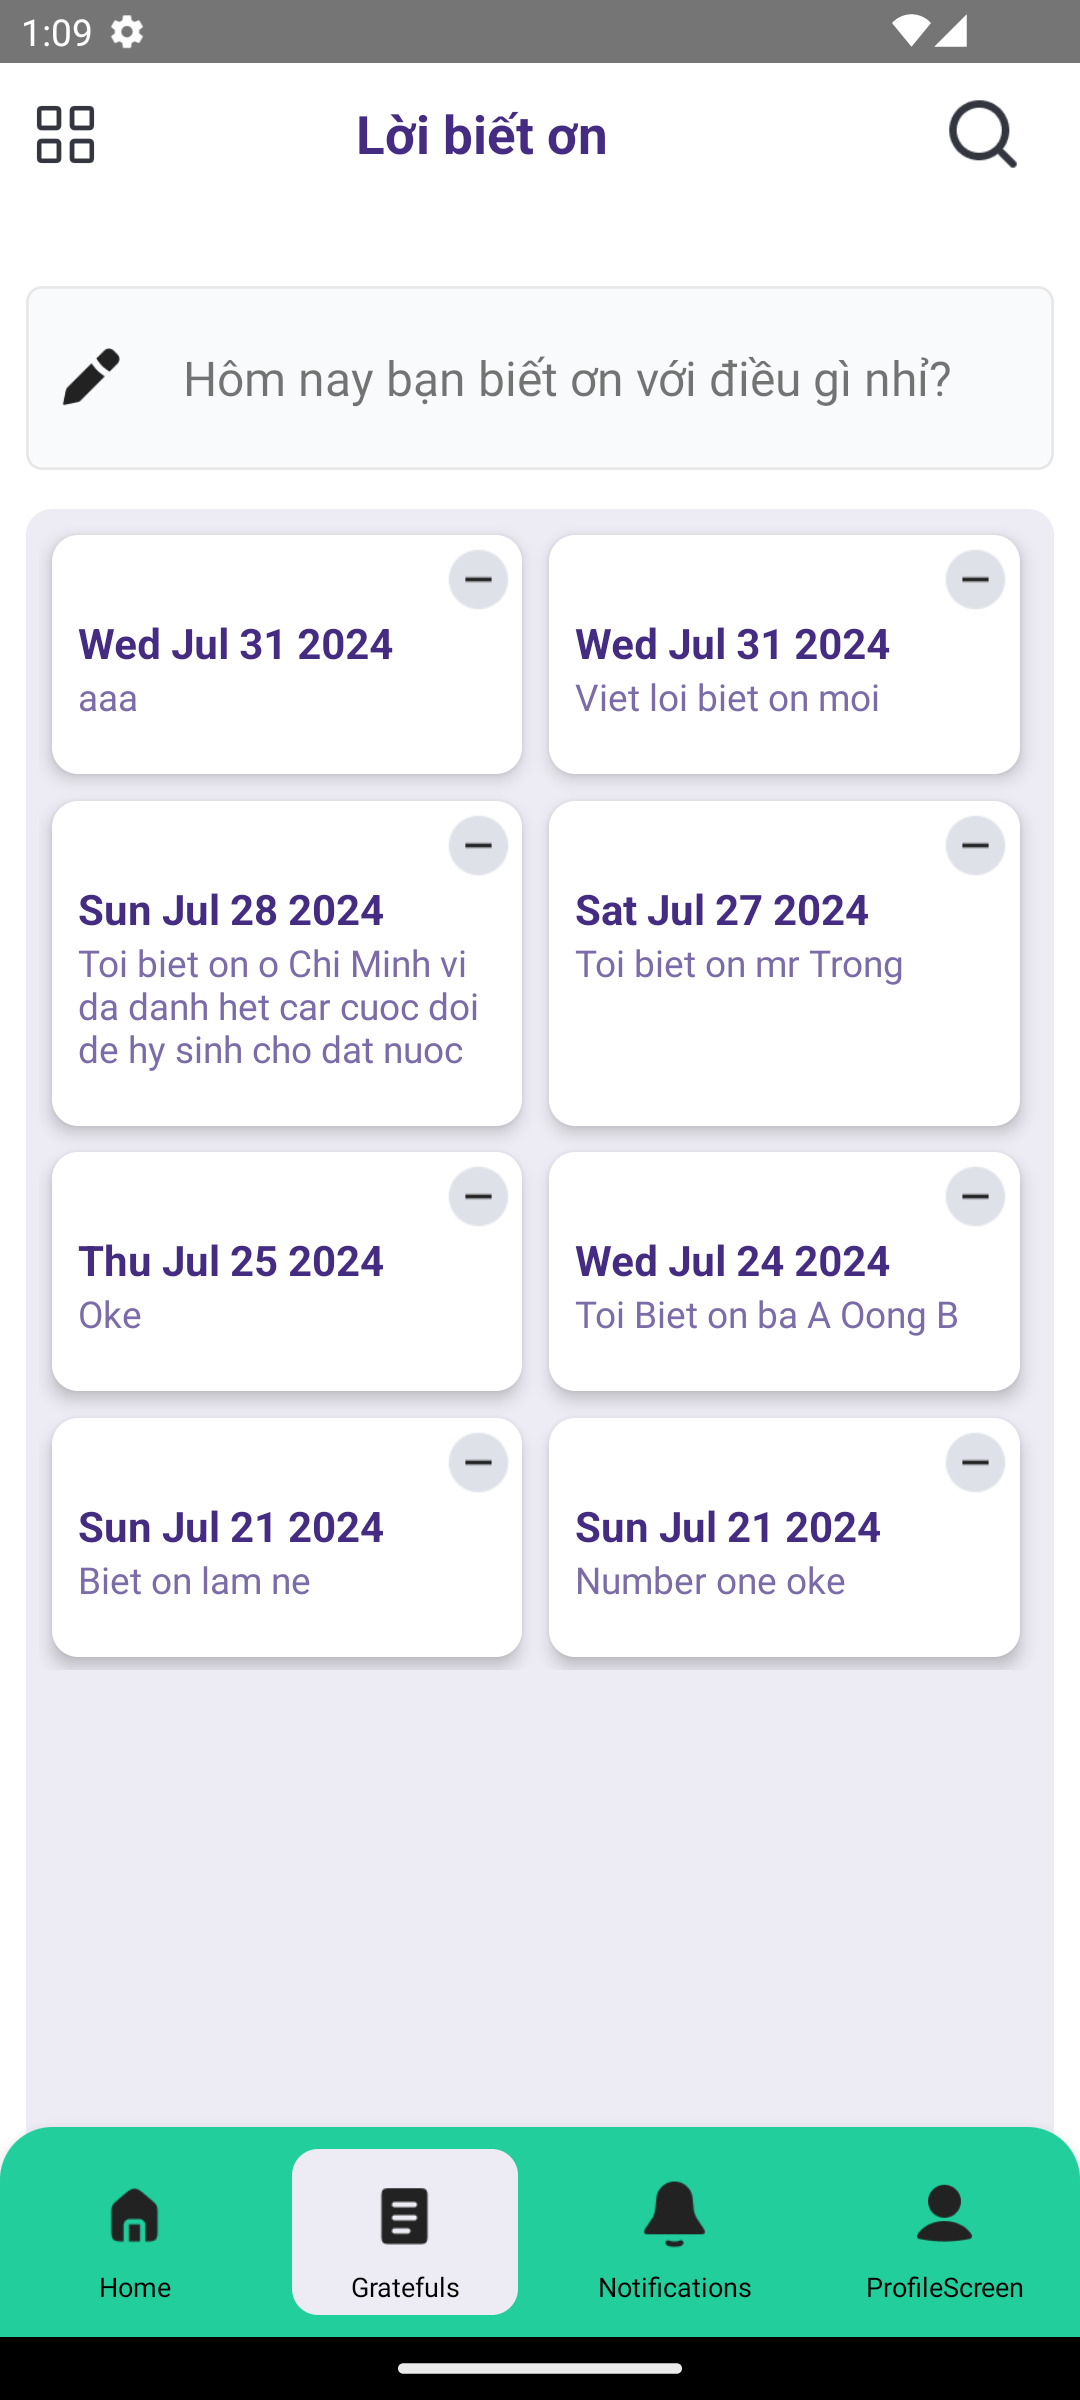 1:09
Lời biết ơn
Hôm nay bạn biết ơn với điều gì nhỉ?
Wed Jul 31 2024
aaa
Wed Jul 31 2024
Viet loi biet on moi
Sun Jul 28 2024
Toi biet on o Chi Minh vi
da danh het car cuoc doi
de hy sinh cho dat nuoc
Sat Jul 27 2024
Toi biet on mr Trong
Thu Jul 25 2024
Oke
Wed Jul 24 2024
Toi Biet on ba A Oong B
Sun Jul 21 2024
Biet on lam ne
Sun Jul 21 2024
Number one oke
Home
Gratefuls
Notifications
ProfileScreen